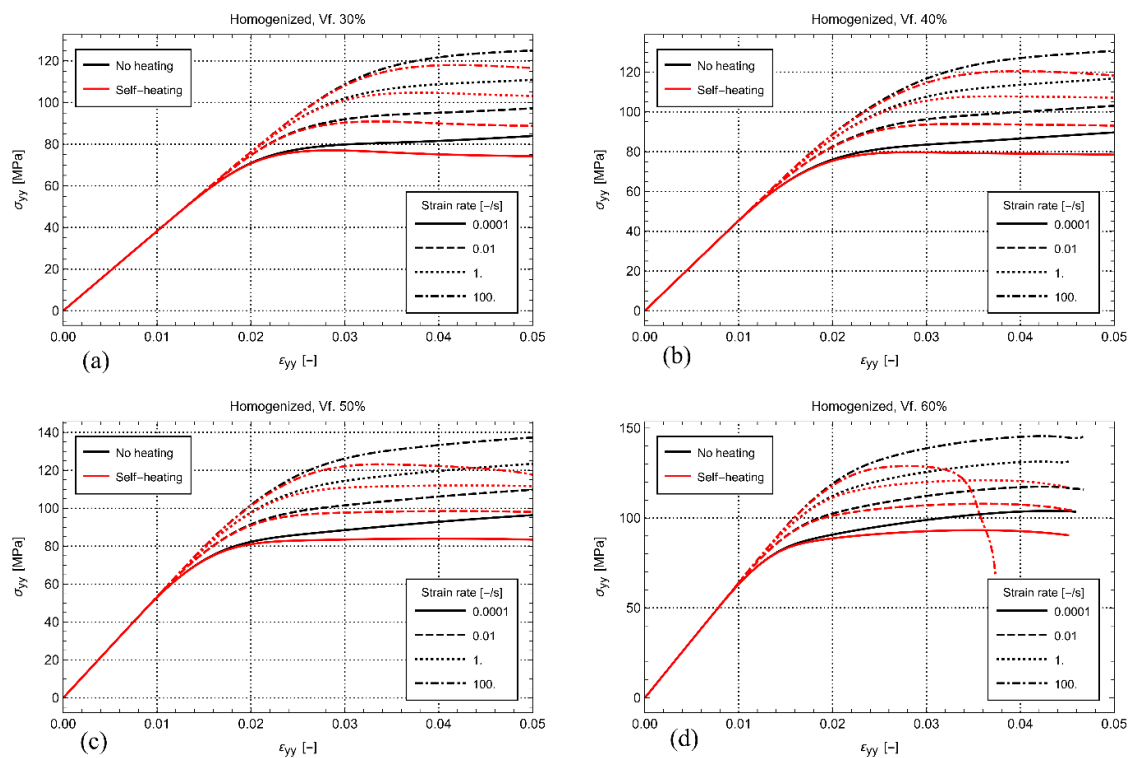 Homogenized, Vf. 30%
No heating
Self-heating
120
100
80
60
40
20
0
σyy [MPa]
Strain rate [-/s]
0.0001
0.01
1.
100.
0.00 0.01 0.02 0.03 0.04 0.05
(a)
εyy [-]
Homogenized, Vf. 40%
No heating
Self-heating
120
100
80
60
40
20
0
σyy [MPa]
Strain rate [-/s]
0.0001
0.01
1.
100.
0.00 0.01 0.02 0.03 0.04 0.05
(b)
εyy [-]
Homogenized, Vf. 50%
No heating
Self-heating
140
120
100
80
60
40
20
0
σyy [MPa]
Strain rate [-/s]
0.0001
0.01
1.
100.
0.00 0.01 0.02 0.03 0.04 0.05
(c)
εyy [-]
Homogenized, Vf. 60%
No heating
Self-heating
150
100
50
0
σyy [MPa]
Strain rate [-/s]
0.0001
0.01
1.
100.
0.00 0.01 0.02 0.03 0.04 0.05
(d)
εyy [-]